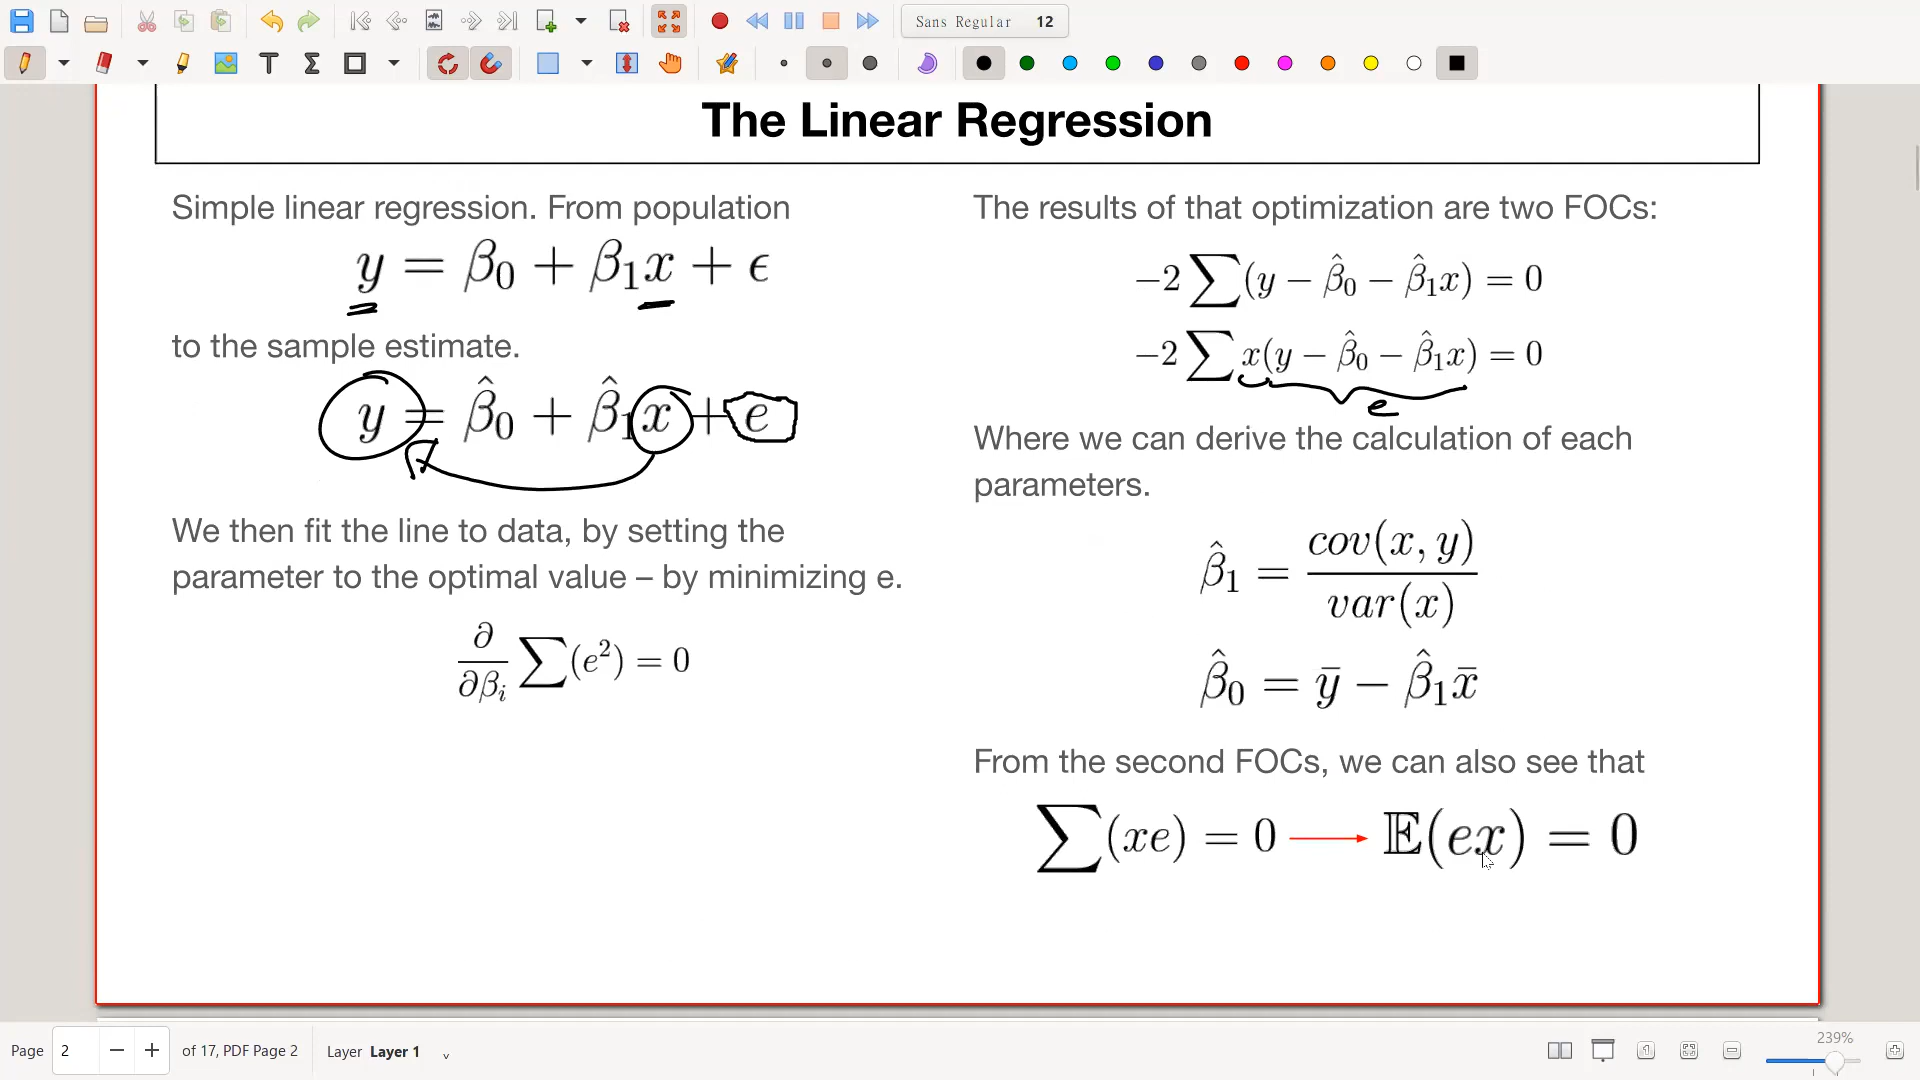 Sans Regular 12
The Linear Regression
Simple linear regression. From population
y = β₀ + β₁x + ϵ
to the sample estimate.
y = β̂₀ + β̂₁x + e
We then fit the line to data, by setting the
parameter to the optimal value – by minimizing e.
∂/∂βᵢ ∑(e²) = 0
The results of that optimization are two FOCs:
−2 ∑(y − β̂₀ − β̂₁x) = 0
−2 ∑ x(y − β̂₀ − β̂₁x) = 0
e
Where we can derive the calculation of each
parameters.
β̂₁ = cov(x, y) / var(x)
β̂₀ = ȳ − β̂₁x̄
From the second FOCs, we can also see that
∑(xe) = 0 → 𝔼(ex) = 0
Page 2 − + of 17, PDF Page 2 Layer Layer 1 239%